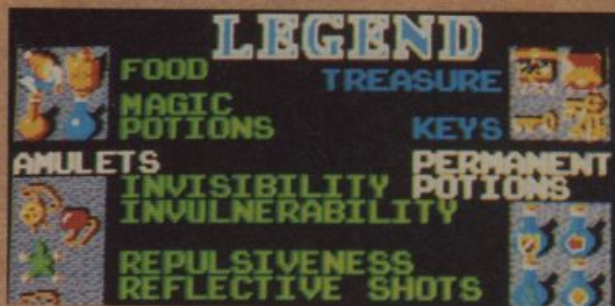 LEGEND
FOOD
TREASURE
MAGIC
POTIONS
KEYS
AMULETS
PERMANENT
POTIONS
INVISIBILITY
INVULNERABILITY
REPULSIVENESS
REFLECTIVE SHOTS